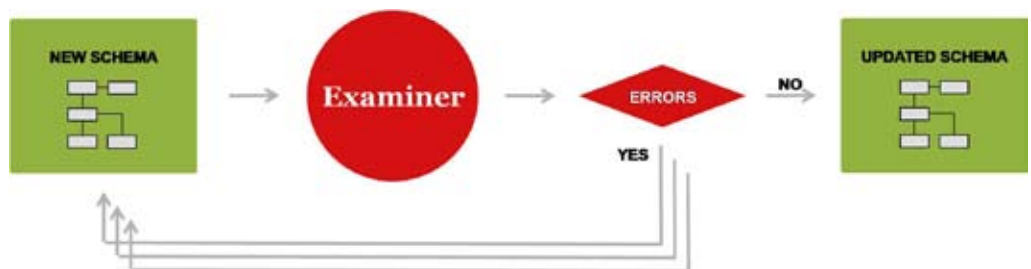 NEW SCHEMA
Examiner
ERRORS
NO
YES
UPDATED SCHEMA